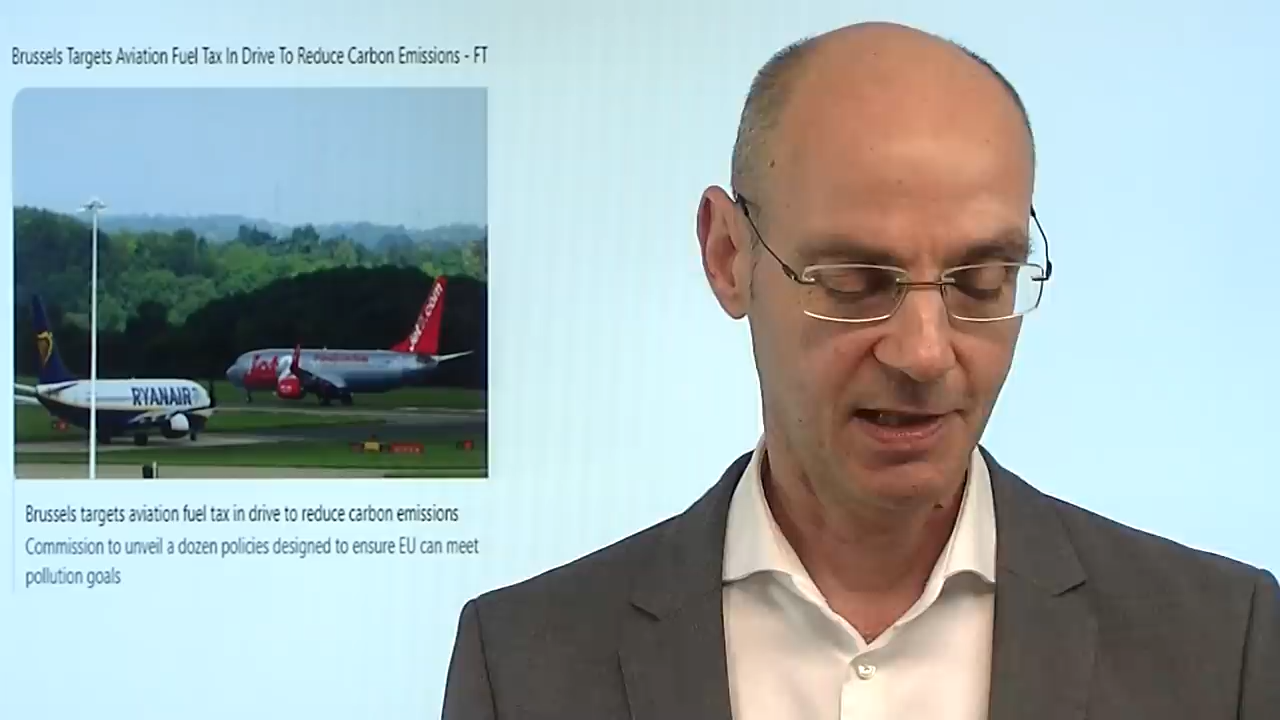 Brussels Targets Aviation Fuel Tax In Drive To Reduce Carbon Emissions - FT
RYANAIR
Jet2.com
Brussels targets aviation fuel tax in drive to reduce carbon emissions
Commission to unveil a dozen policies designed to ensure EU can meet
pollution goals